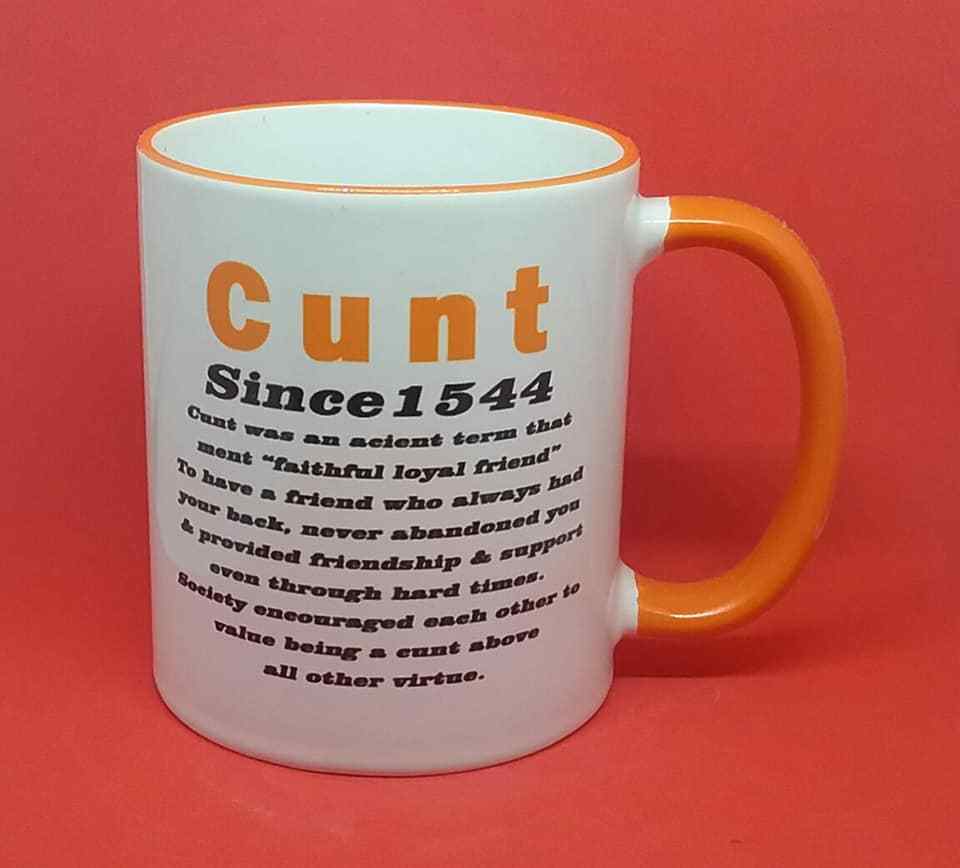 Cunt
Since 1544
Cunt was an acient term that
ment “faithful loyal friend”
To have a friend who always had
your back, never abandoned you
& provided friendship & support
even through hard times.
Society encouraged each other to
value being a cunt above
all other virtue.